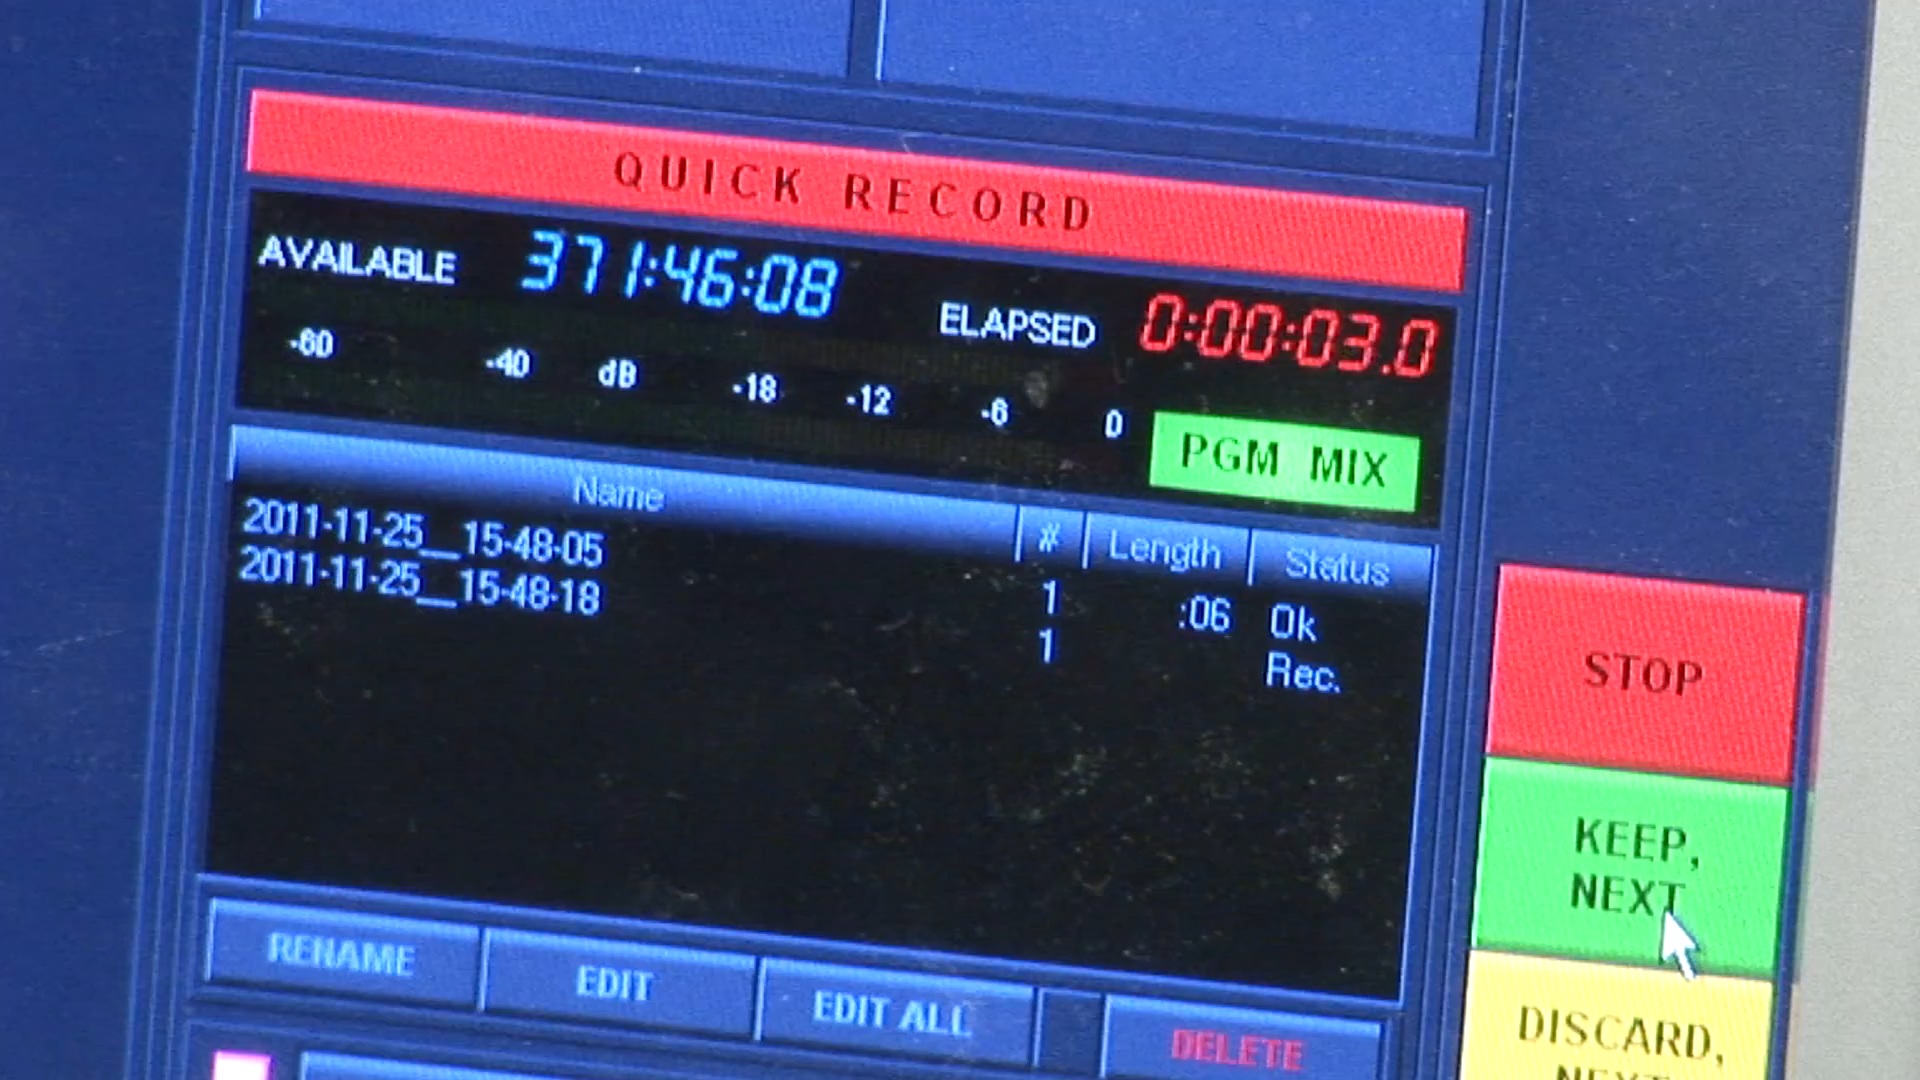 QUICK RECORD
AVAILABLE 371:46:08
ELAPSED 0:00:03.0
-60 -40 dB -18 -12 -6 0
PGM MIX
Name # Length Status
2011-11-25__15-48-05 1 :06 Ok
2011-11-25__15-48-18 1 Rec.
STOP
KEEP,
NEXT
DISCARD,
NEXT
RENAME EDIT EDIT ALL DELETE